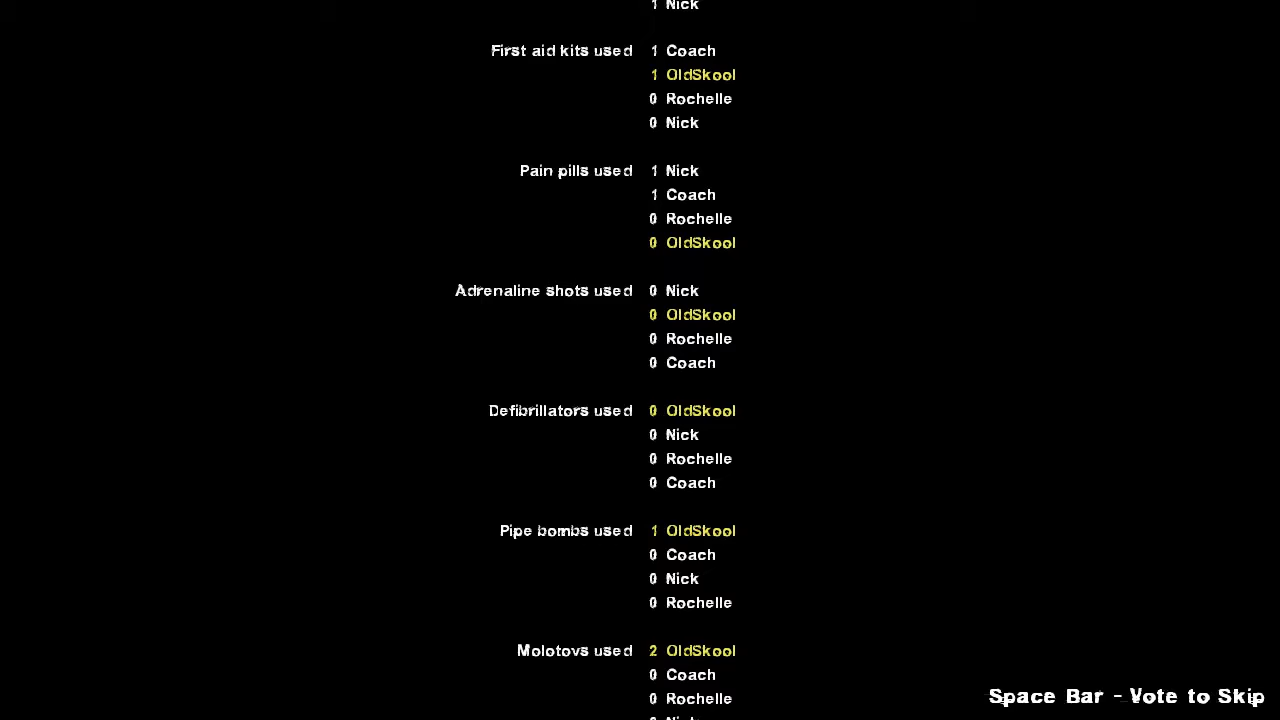 1 Nick
First aid kits used 1 Coach
1 OldSkool
0 Rochelle
0 Nick
Pain pills used 1 Nick
1 Coach
0 Rochelle
0 OldSkool
Adrenaline shots used 0 Nick
0 OldSkool
0 Rochelle
0 Coach
Defibrillators used 0 OldSkool
0 Nick
0 Rochelle
0 Coach
Pipe bombs used 1 OldSkool
0 Coach
0 Nick
0 Rochelle
Molotovs used 2 OldSkool
0 Coach
0 Rochelle
Space Bar - Vote to Skip